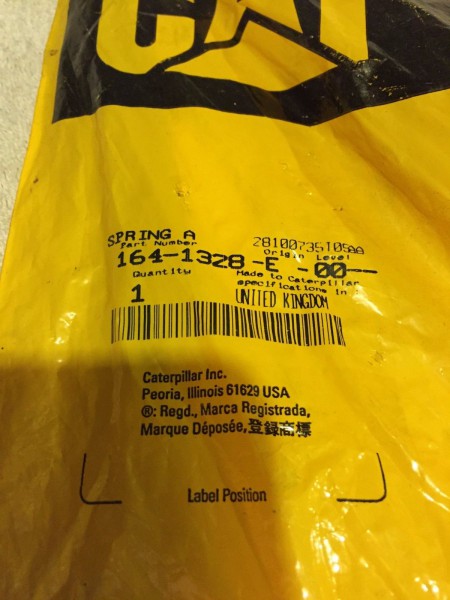 CAT
SPRING A
28100735T09AA
Part Number
Origin Level
164-1328-E -00--
Quantity
Made to Caterpillar
specifications in
1
UNITED KINGDOM
Caterpillar Inc.
Peoria, Illinois 61629 USA
®: Regd., Marca Registrada,
Marque Déposée,登録商標
Label Position